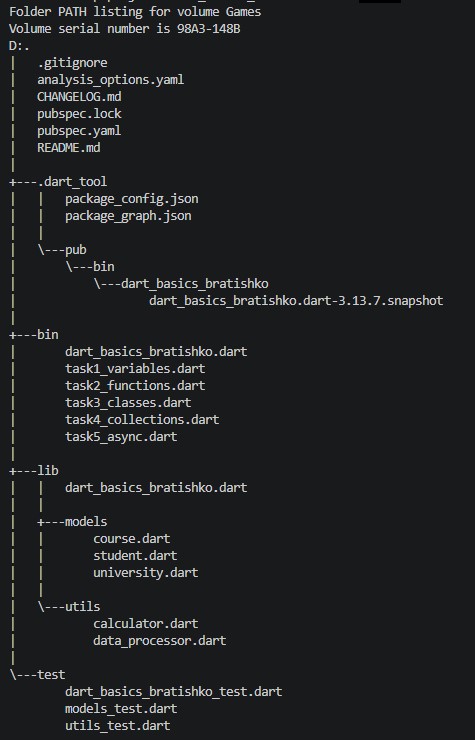 Folder PATH listing for volume Games
Volume serial number is 98A3-148B
D:.
|   .gitignore
|   analysis_options.yaml
|   CHANGELOG.md
|   pubspec.lock
|   pubspec.yaml
|   README.md
|
+---.dart_tool
|   |   package_config.json
|   |   package_graph.json
|   |
|   \---pub
|       \---bin
|           \---dart_basics_bratishko
|                   dart_basics_bratishko.dart-3.13.7.snapshot
|
+---bin
|       dart_basics_bratishko.dart
|       task1_variables.dart
|       task2_functions.dart
|       task3_classes.dart
|       task4_collections.dart
|       task5_async.dart
|
+---lib
|   |   dart_basics_bratishko.dart
|   |
|   +---models
|   |       course.dart
|   |       student.dart
|   |       university.dart
|   |
|   \---utils
|           calculator.dart
|           data_processor.dart
|
\---test
        dart_basics_bratishko_test.dart
        models_test.dart
        utils_test.dart